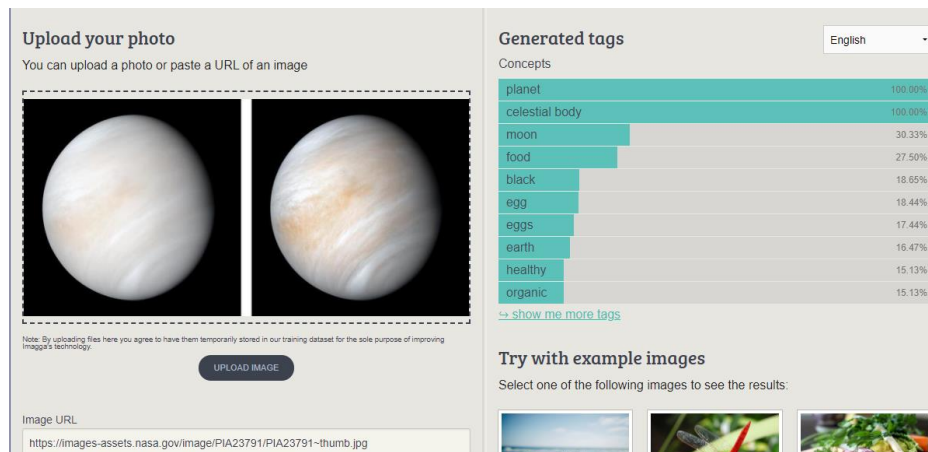 Upload your photo
You can upload a photo or paste a URL of an image
Note: By uploading files here you agree to have them temporarily stored in our training dataset for the sole purpose of improving
Imagga's technology.
UPLOAD IMAGE
Image URL
https://images-assets.nasa.gov/image/PIA23791/PIA23791~thumb.jpg
Generated tags
English
Concepts
planet 100.00%
celestial body 100.00%
moon 30.33%
food 27.50%
black 18.65%
egg 18.44%
eggs 17.44%
earth 16.47%
healthy 15.13%
organic 15.13%
↪ show me more tags
Try with example images
Select one of the following images to see the results: